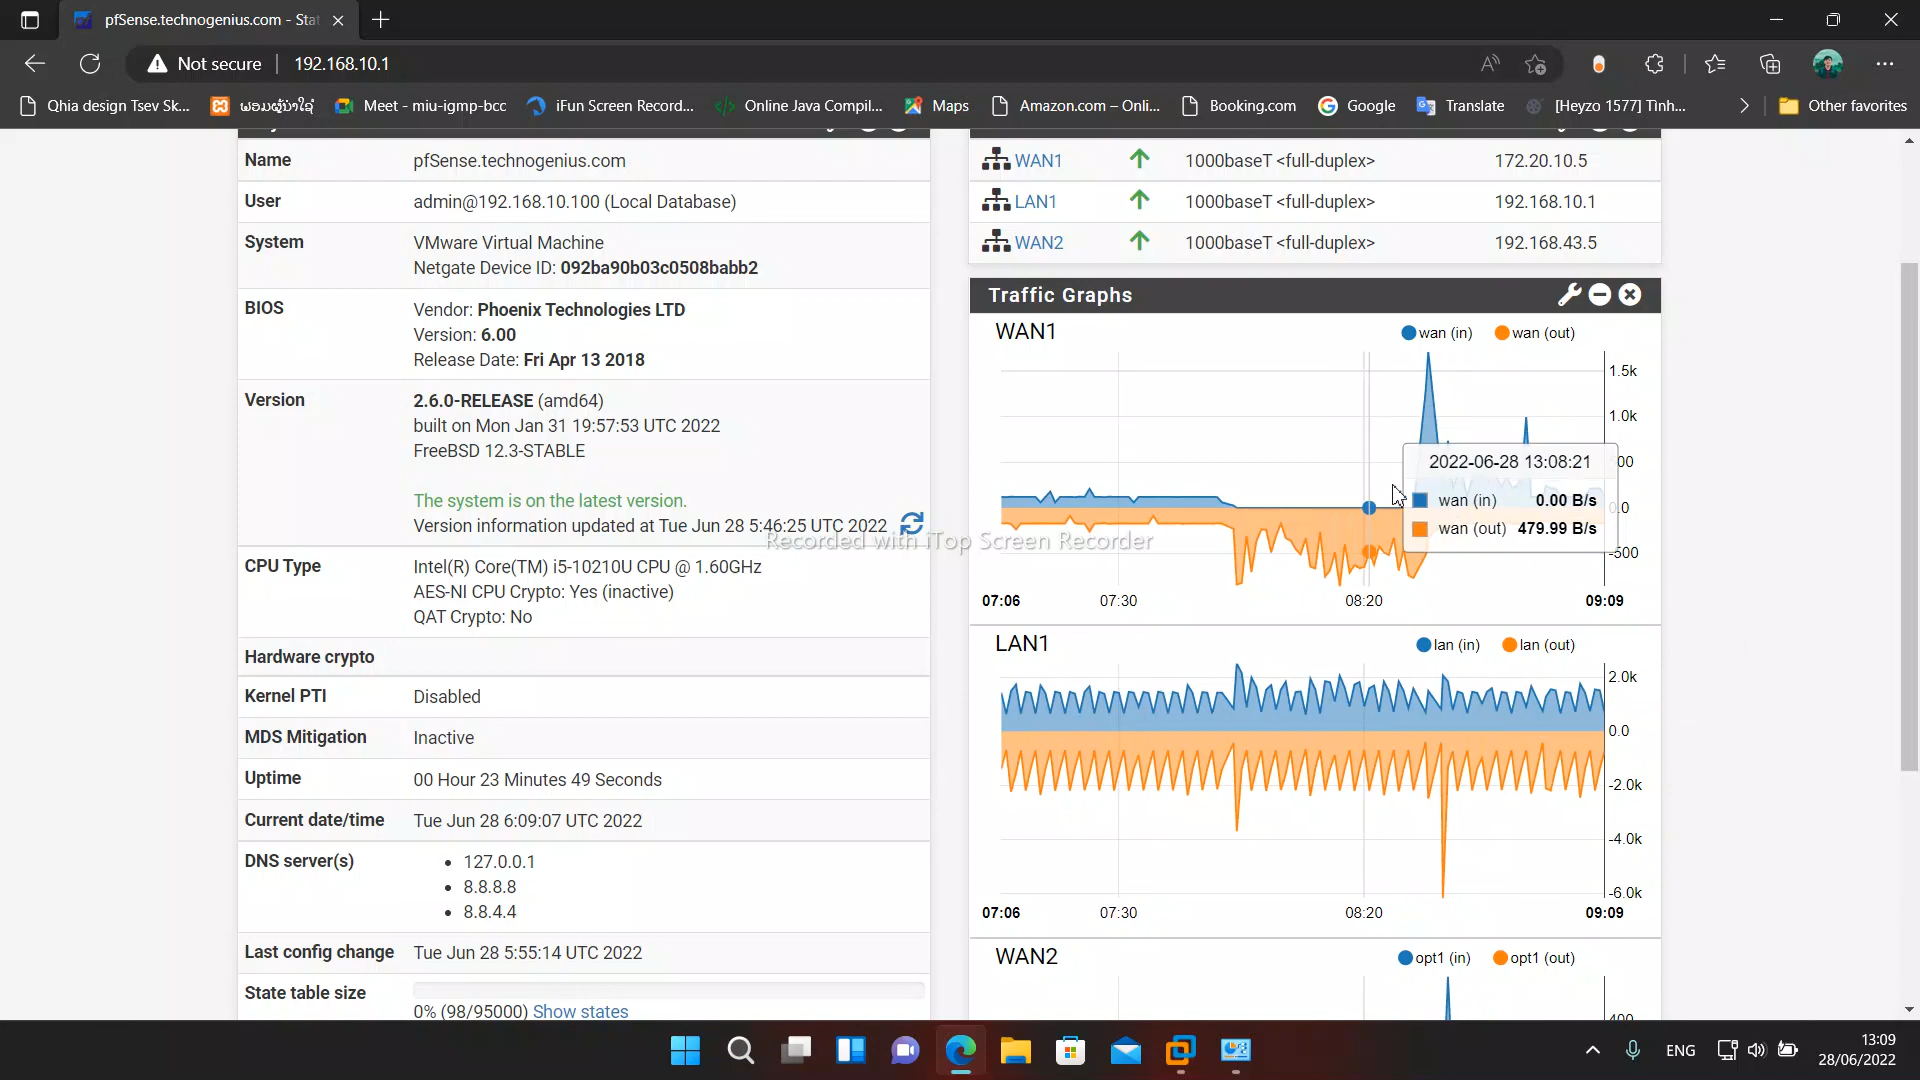 pfSense.technogenius.com - Sta
Not secure
192.168.10.1
Qhia design Tsev Sk...
Meet - miu-igmp-bcc
iFun Screen Record...
Online Java Compil...
Maps
Amazon.com – Onli...
Booking.com
Google
Translate
[Heyzo 1577] Tình...
Other favorites
Name pfSense.technogenius.com
User admin@192.168.10.100 (Local Database)
System VMware Virtual Machine
Netgate Device ID: 092ba90b03c0508babb2
BIOS Vendor: Phoenix Technologies LTD
Version: 6.00
Release Date: Fri Apr 13 2018
Version 2.6.0-RELEASE (amd64)
built on Mon Jan 31 19:57:53 UTC 2022
FreeBSD 12.3-STABLE
The system is on the latest version.
Version information updated at Tue Jun 28 5:46:25 UTC 2022
CPU Type Intel(R) Core(TM) i5-10210U CPU @ 1.60GHz
AES-NI CPU Crypto: Yes (inactive)
QAT Crypto: No
Hardware crypto
Kernel PTI Disabled
MDS Mitigation Inactive
Uptime 00 Hour 23 Minutes 49 Seconds
Current date/time Tue Jun 28 6:09:07 UTC 2022
DNS server(s) 127.0.0.1
8.8.8.8
8.8.4.4
Last config change Tue Jun 28 5:55:14 UTC 2022
State table size
0% (98/95000) Show states
WAN1 1000baseT <full-duplex> 172.20.10.5
LAN1 1000baseT <full-duplex> 192.168.10.1
WAN2 1000baseT <full-duplex> 192.168.43.5
Traffic Graphs
WAN1
wan (in) wan (out)
1.5k
1.0k
00
2022-06-28 13:08:21
wan (in) 0.00 B/s
wan (out) 479.99 B/s
.0
-500
07:06 07:30 08:20 09:09
LAN1
lan (in) lan (out)
2.0k
0.0
-2.0k
-4.0k
-6.0k
07:06 07:30 08:20 09:09
WAN2
opt1 (in) opt1 (out)
400
Recorded with iTop Screen Recorder
ENG
13:09
28/06/2022